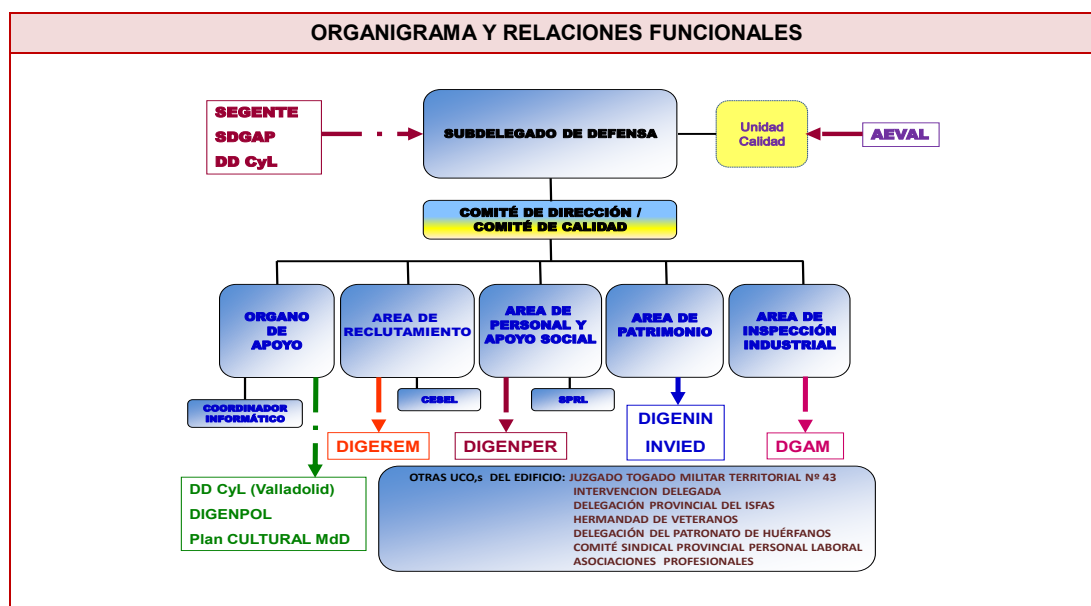 ORGANIGRAMA Y RELACIONES FUNCIONALES
SEGENTE
SDGAP
DD CyL
SUBDELEGADO DE DEFENSA
Unidad
Calidad
AEVAL
COMITÉ DE DIRECCIÓN /
COMITÉ DE CALIDAD
ORGANO
DE
APOYO
AREA DE
RECLUTAMIENTO
AREA DE
PERSONAL Y
APOYO SOCIAL
AREA DE
PATRIMONIO
AREA DE
INSPECCIÓN
INDUSTRIAL
COORDINADOR
INFORMÁTICO
CESEL
SPRL
DIGEREM
DIGENPER
DIGENIN
INVIED
DGAM
DD CyL (Valladolid)
DIGENPOL
Plan CULTURAL MdD
OTRAS UCO,s DEL EDIFICIO: JUZGADO TOGADO MILITAR TERRITORIAL Nº 43
INTERVENCION DELEGADA
DELEGACIÓN PROVINCIAL DEL ISFAS
HERMANDAD DE VETERANOS
DELEGACIÓN DEL PATRONATO DE HUÉRFANOS
COMITÉ SINDICAL PROVINCIAL PERSONAL LABORAL
ASOCIACIONES PROFESIONALES